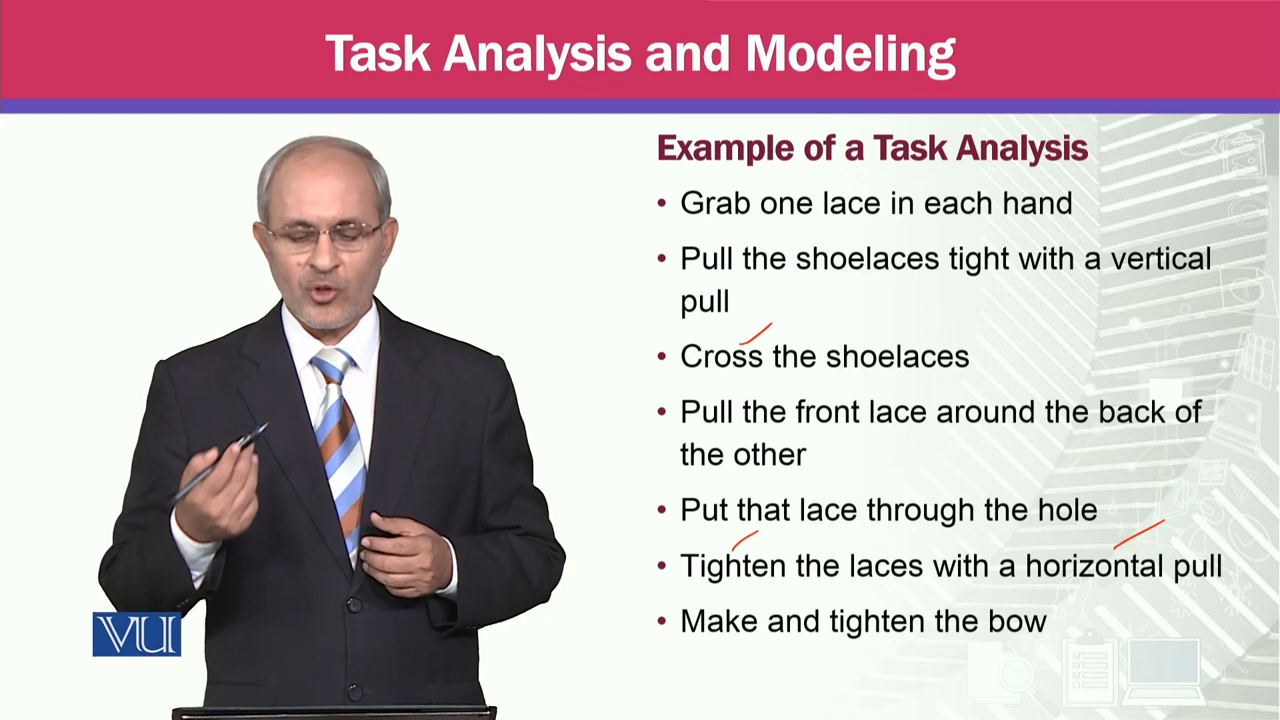 Task Analysis and Modeling
Example of a Task Analysis
• Grab one lace in each hand
• Pull the shoelaces tight with a vertical
pull
• Cross the shoelaces
• Pull the front lace around the back of
the other
• Put that lace through the hole
• Tighten the laces with a horizontal pull
• Make and tighten the bow
VU